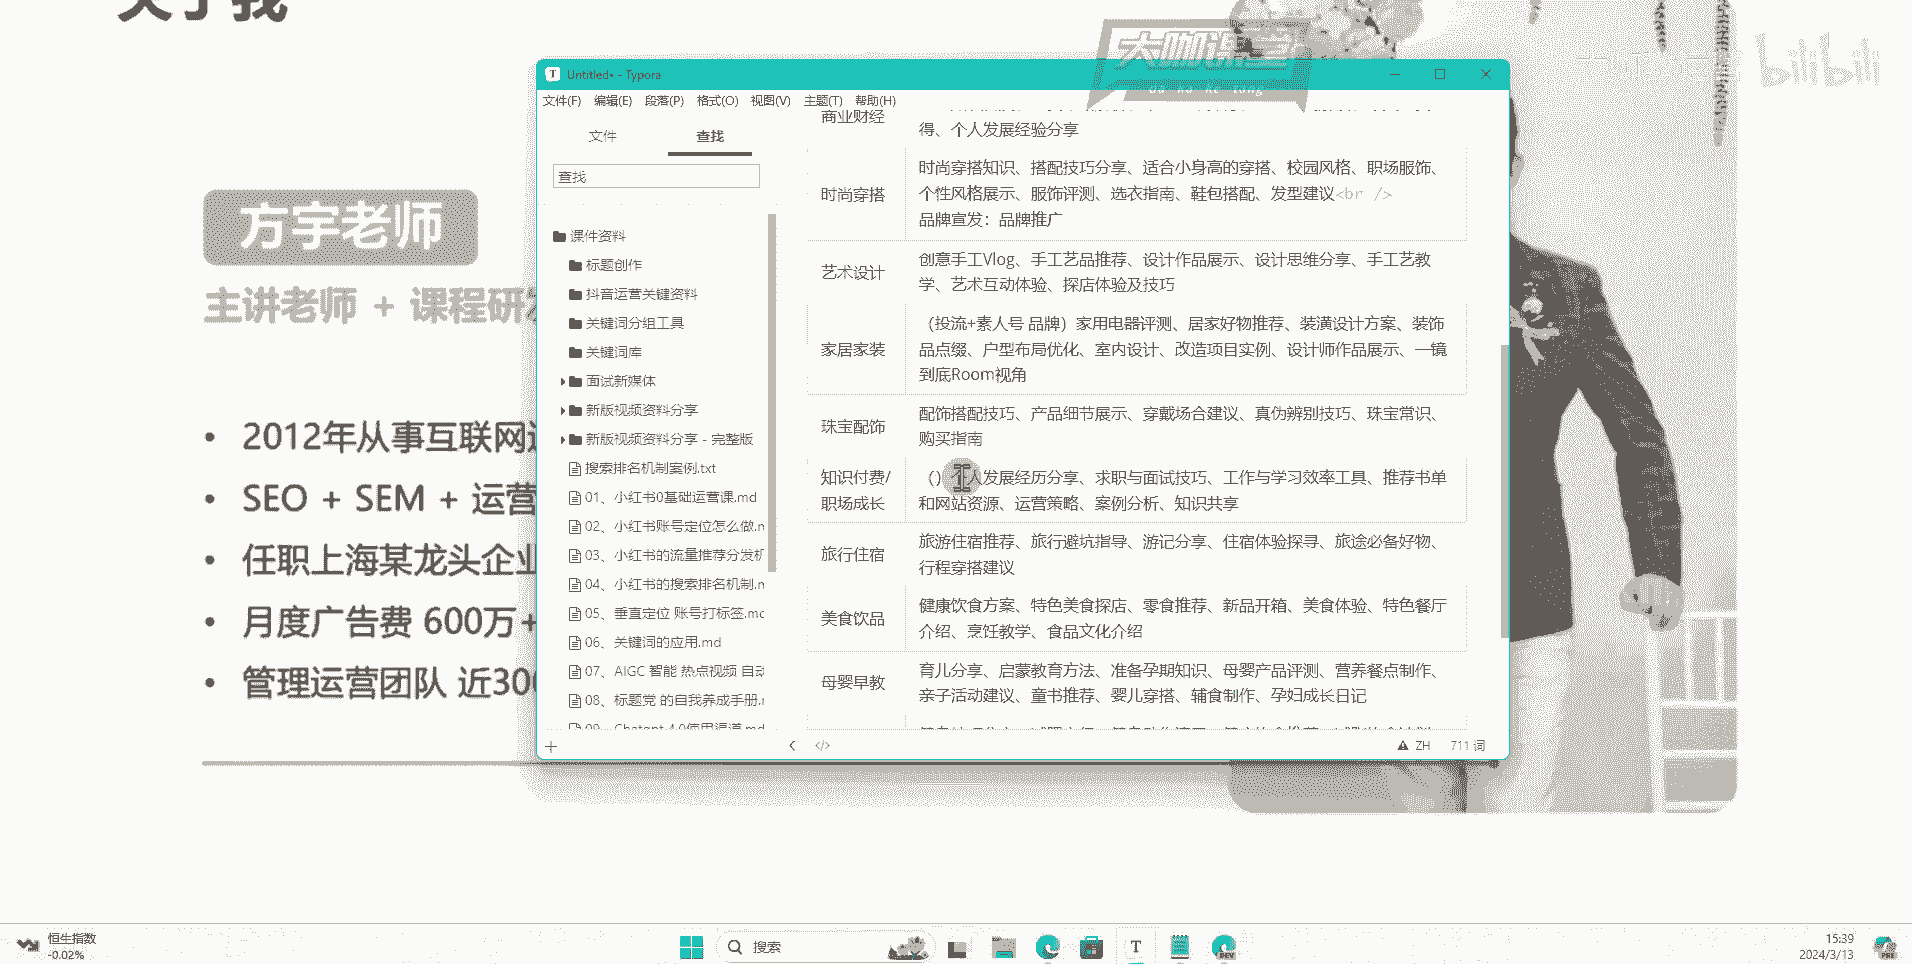 关于我
大咖课堂
da ka ke tang
bilibili
方宇老师
主讲老师 + 课程研发
2012年从事互联网运
SEO + SEM + 运营
任职上海某龙头企业
月度广告费 600万+
管理运营团队 近300
Untitled• - Typora
文件(F) 编辑(E) 段落(P) 格式(O) 视图(V) 主题(T) 帮助(H)
文件 查找
查找
课件资料
标题创作
抖音运营关键资料
关键词分组工具
关键词库
面试新媒体
新版视频资料分享
新版视频资料分享 - 完整版
搜索排名机制案例.txt
01、小红书0基础运营课.md
02、小红书账号定位怎么做.m
03、小红书的流量推荐分发机
04、小红书的搜索排名机制.m
05、垂直定位 账号打标签.mc
06、关键词的应用.md
07、AIGC 智能 热点视频 自动
08、标题党 的自我养成手册.r
09、Chatgpt 4.0使用渠道.md
商业财经
得、个人发展经验分享
时尚穿搭
时尚穿搭知识、搭配技巧分享、适合小身高的穿搭、校园风格、职场服饰、
个性风格展示、服饰评测、选衣指南、鞋包搭配、发型建议<br />
品牌宣发：品牌推广
艺术设计
创意手工Vlog、手工艺品推荐、设计作品展示、设计思维分享、手工艺教
学、艺术互动体验、探店体验及技巧
家居家装
（投流+素人号 品牌）家用电器评测、居家好物推荐、装潢设计方案、装饰
品点缀、户型布局优化、室内设计、改造项目实例、设计师作品展示、一镜
到底Room视角
珠宝配饰
配饰搭配技巧、产品细节展示、穿戴场合建议、真伪辨别技巧、珠宝常识、
购买指南
知识付费/
职场成长
（）个人发展经历分享、求职与面试技巧、工作与学习效率工具、推荐书单
和网站资源、运营策略、案例分析、知识共享
旅行住宿
旅游住宿推荐、旅行避坑指导、游记分享、住宿体验探寻、旅途必备好物、
行程穿搭建议
美食饮品
健康饮食方案、特色美食探店、零食推荐、新品开箱、美食体验、特色餐厅
介绍、烹饪教学、食品文化介绍
母婴早教
育儿分享、启蒙教育方法、准备孕期知识、母婴产品评测、营养餐点制作、
亲子活动建议、童书推荐、婴儿穿搭、辅食制作、孕妇成长日记
ZH 711 词
恒生指数
-0.02%
搜索
15:39
2024/3/13